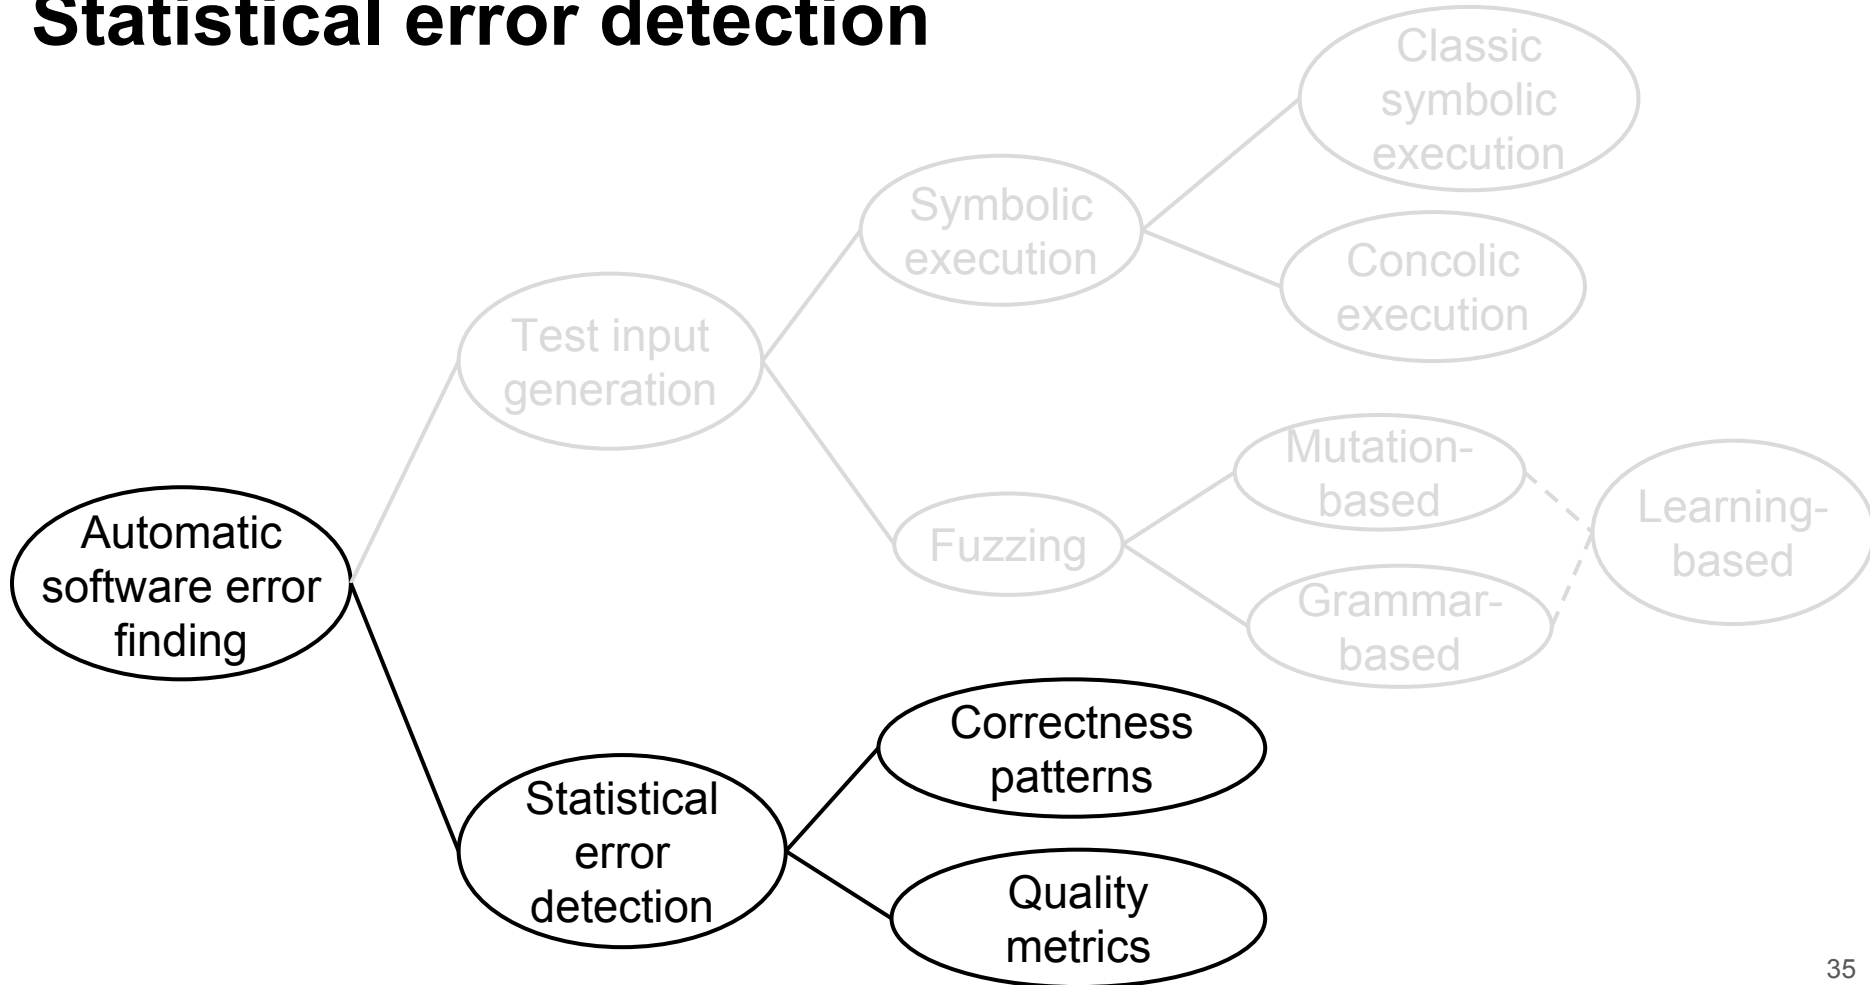 Statistical error detection
Classic
symbolic
execution
Symbolic
execution
Concolic
execution
Test input
generation
Mutation-
based
Learning-
based
Fuzzing
Grammar-
based
Automatic
software error
finding
Correctness
patterns
Statistical
error
detection
Quality
metrics
35